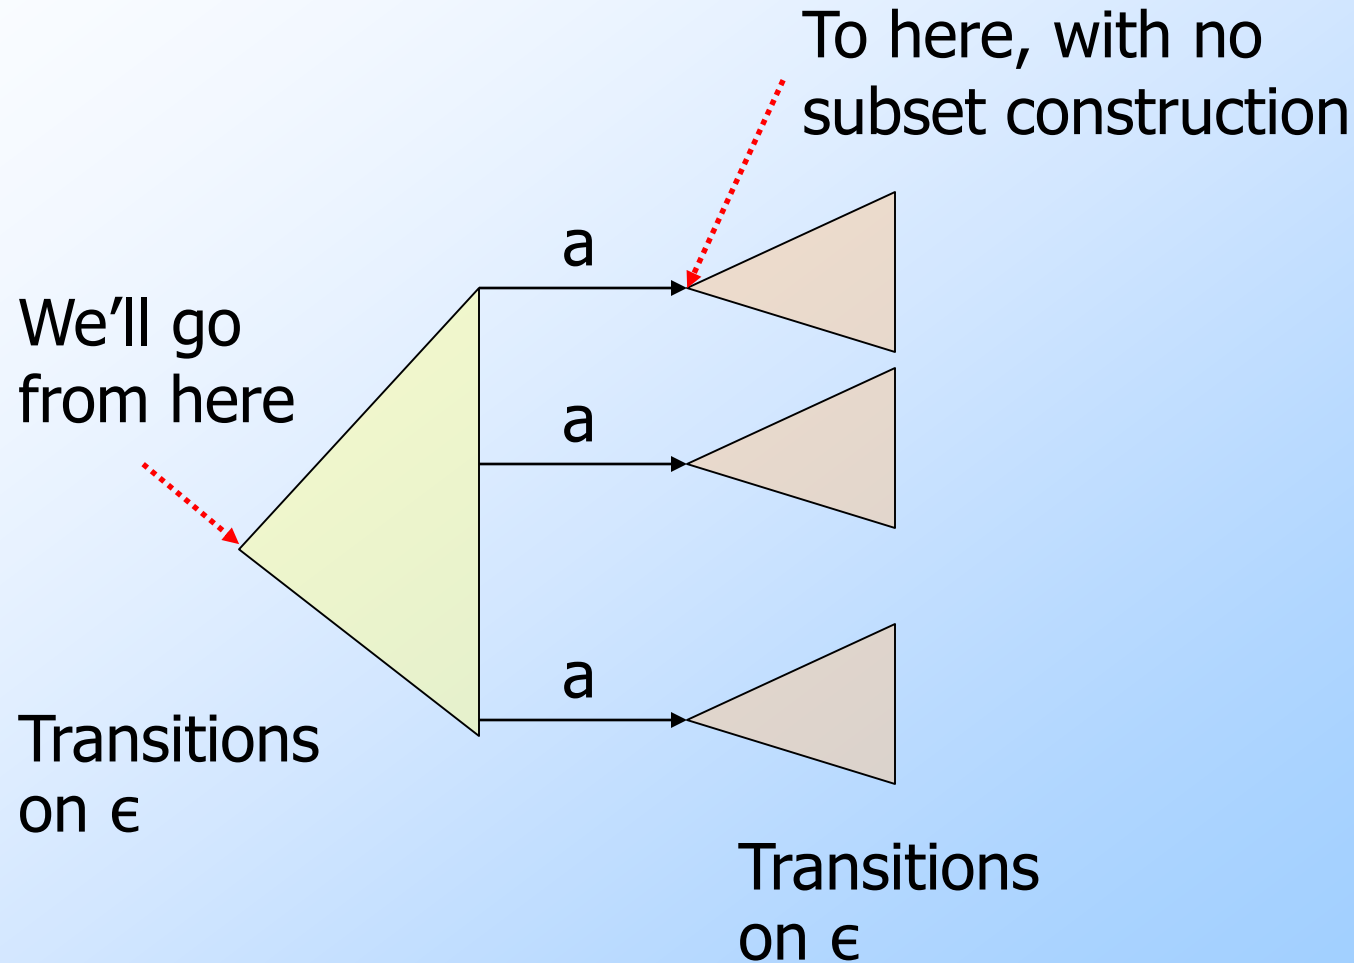 To here, with no
subset construction
a
We’ll go
from here
a
a
Transitions
on ϵ
Transitions
on ϵ